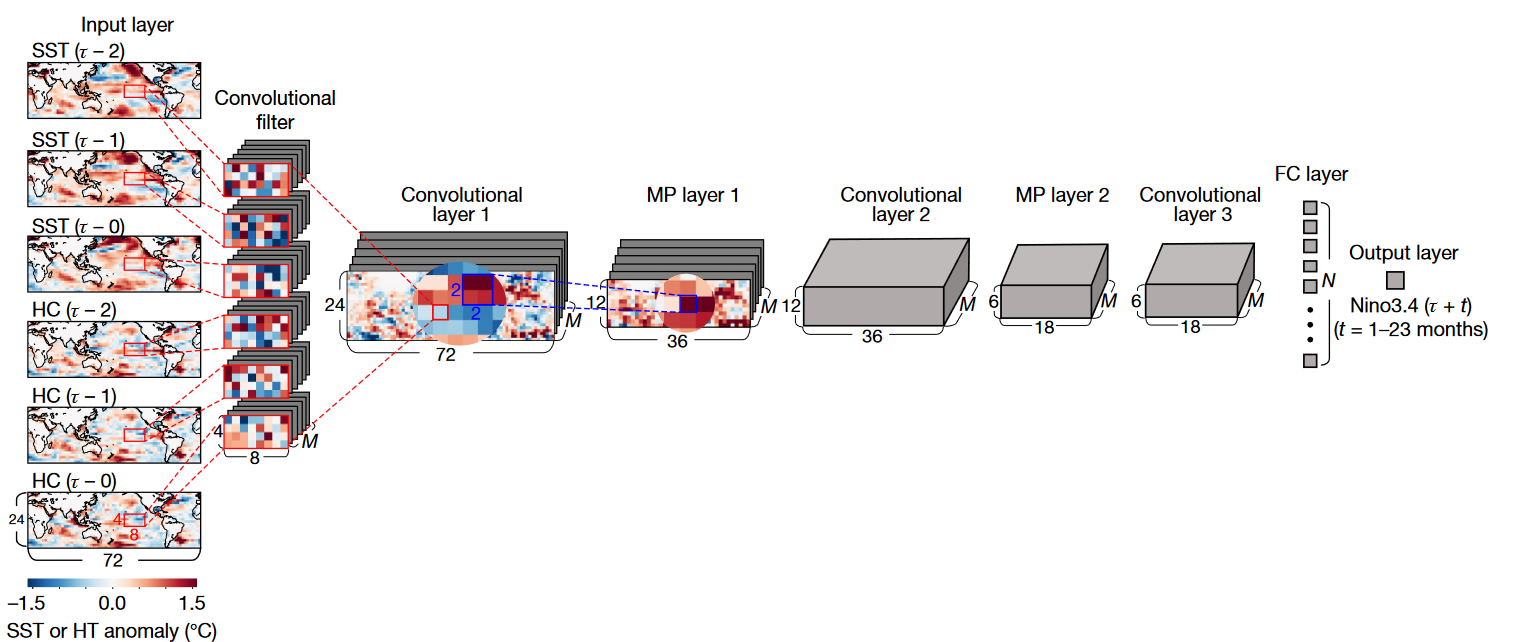 Input layer
SST (τ − 2)
SST (τ − 1)
SST (τ − 0)
HC (τ − 2)
HC (τ − 1)
HC (τ − 0)
24
4
8
72
−1.5
0.0
1.5
SST or HT anomaly (°C)
Convolutional
filter
4
8
M
Convolutional
layer 1
24
2
2
72
M
MP layer 1
12
36
M
Convolutional
layer 2
12
36
M
MP layer 2
6
18
M
Convolutional
layer 3
6
18
M
FC layer
N
Output layer
Nino3.4 (τ + t)
(t = 1–23 months)